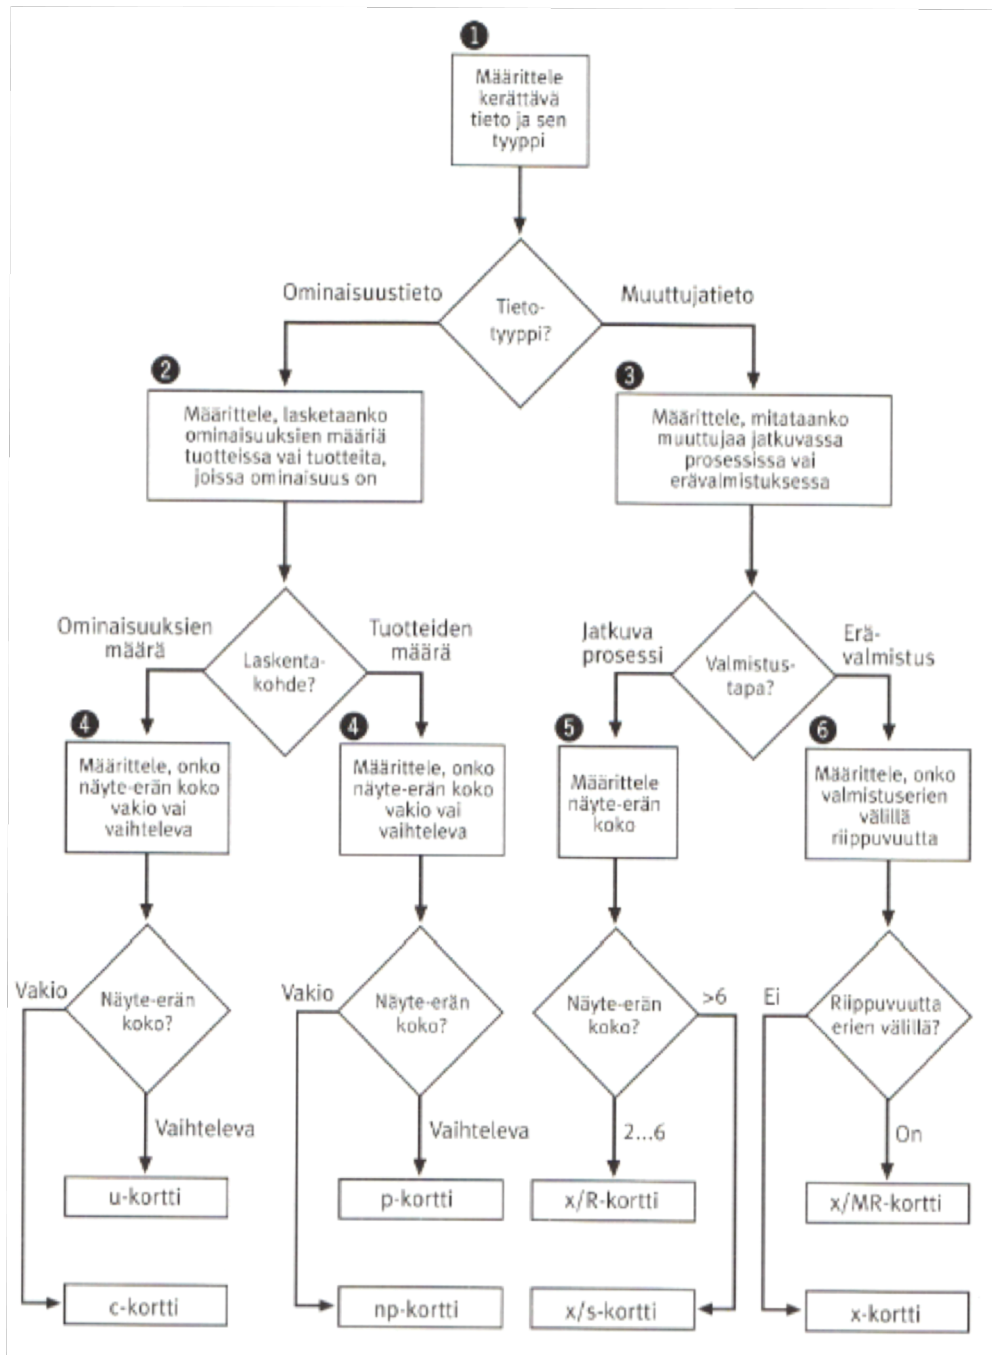 1
Määrittele
kerättävä
tieto ja sen
tyyppi
Ominaisuustieto
Tieto-
tyyppi?
Muuttujatieto
2
Määrittele, lasketaanko
ominaisuuksien määriä
tuotteissa vai tuotteita,
joissa ominaisuus on
3
Määrittele, mitataanko
muuttujaa jatkuvassa
prosessissa vai
erävalmistuksessa
Ominaisuuksien
määrä
Laskenta-
kohde?
Tuotteiden
määrä
Jatkuva
prosessi
Valmistus-
tapa?
Erä-
valmistus
4
Määrittele, onko
näyte-erän koko
vakio vai
vaihteleva
4
Määrittele, onko
näyte-erän koko
vakio vai
vaihteleva
5
Määrittele
näyte-erän
koko
6
Määrittele, onko
valmistuserien
välillä
riippuvuutta
Vakio
Näyte-erän
koko?
Vaihteleva
Vakio
Näyte-erän
koko?
Vaihteleva
Näyte-erän
koko?
>6
2...6
Ei
Riippuvuutta
erien välillä?
On
u-kortti
p-kortti
x/R-kortti
x/MR-kortti
c-kortti
np-kortti
x/s-kortti
x-kortti